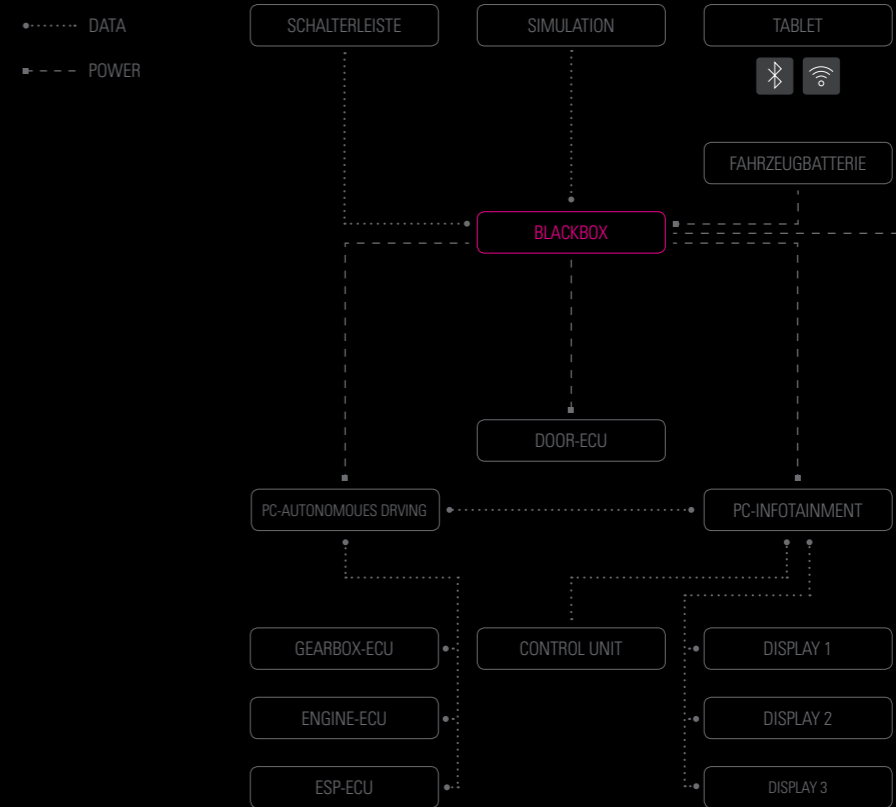 DATA
SCHALTERLEISTE
SIMULATION
TABLET
POWER
FAHRZEUGBATTERIE
BLACKBOX
DOOR-ECU
PC-AUTONOMOUES DRVING
PC-INFOTAINMENT
GEARBOX-ECU
CONTROL UNIT
DISPLAY 1
ENGINE-ECU
DISPLAY 2
ESP-ECU
DISPLAY 3